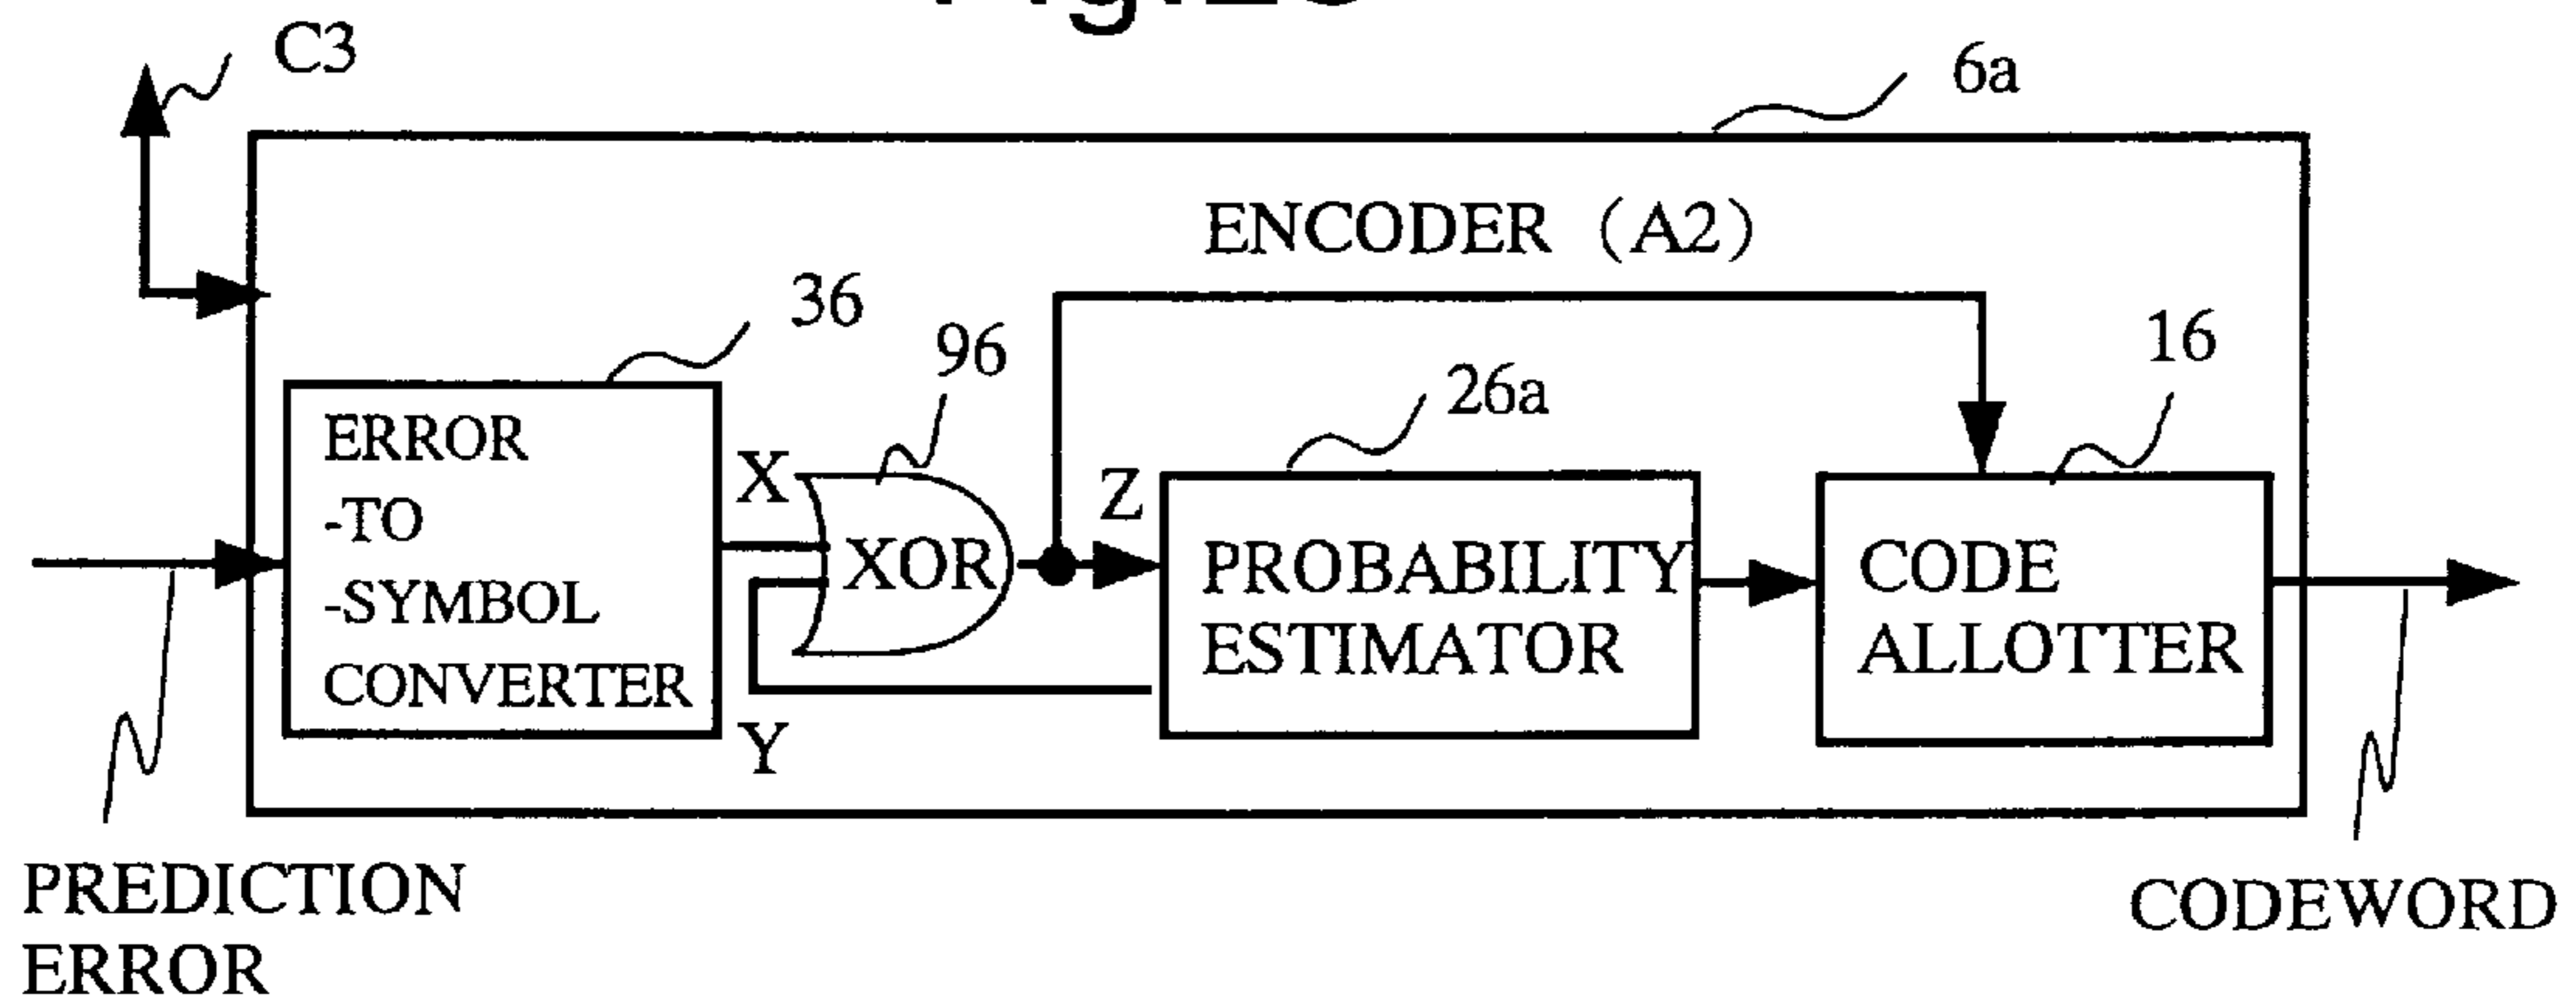 C3
6a
ENCODER (A2)
36
96
26a
16
ERROR
-TO
-SYMBOL
CONVERTER
X
Y
XOR
Z
PROBABILITY
ESTIMATOR
CODE
ALLOTTER
PREDICTION
ERROR
CODEWORD